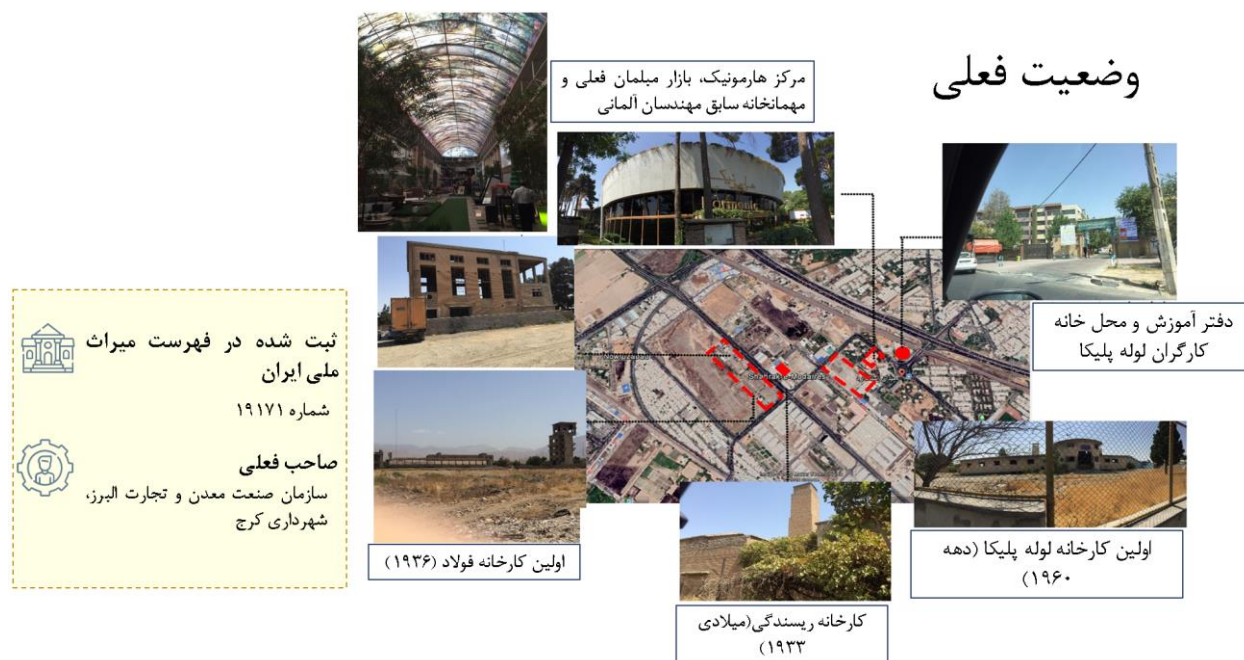 وضعیت فعلی
مرکز هارمونیک، بازار مبلمان فعلی و
مهمانخانه سابق مهندسان آلمانی
دفتر آموزش و محل خانه
کارگران لوله پلیکا
ثبت شده در فهرست میراث
ملی ایران
شماره ۱۹۱۷۱
صاحب فعلی
سازمان صنعت معدن و تجارت البرز،
شهرداری کرج
اولین کارخانه فولاد (۱۹۳۶)
کارخانه ریسندگی(میلادی
۱۹۳۳)
اولین کارخانه لوله پلیکا (دهه
۱۹۶۰)